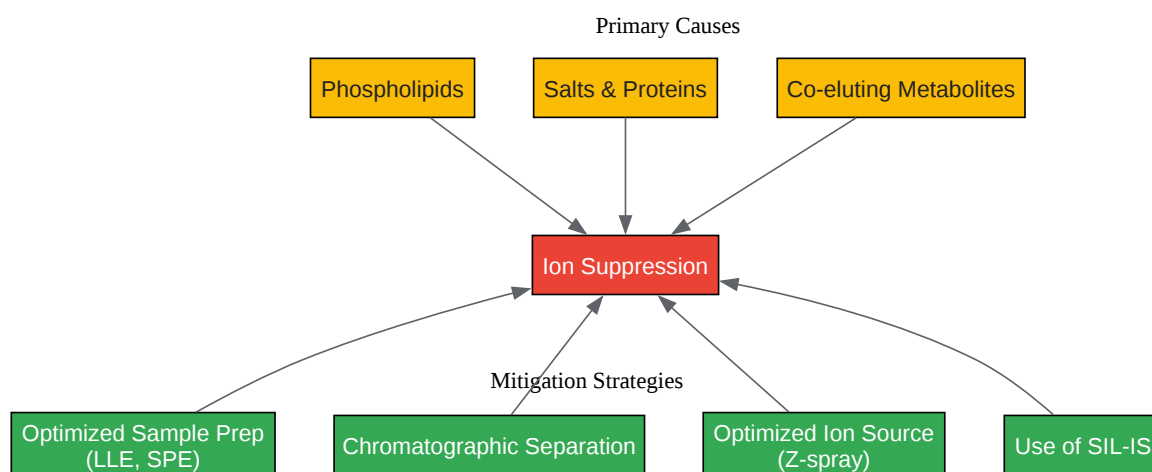 Primary Causes
Phospholipids
Salts & Proteins
Co-eluting Metabolites
Ion Suppression
Mitigation Strategies
Optimized Sample Prep
(LLE, SPE)
Chromatographic Separation
Optimized Ion Source
(Z-spray)
Use of SIL-IS